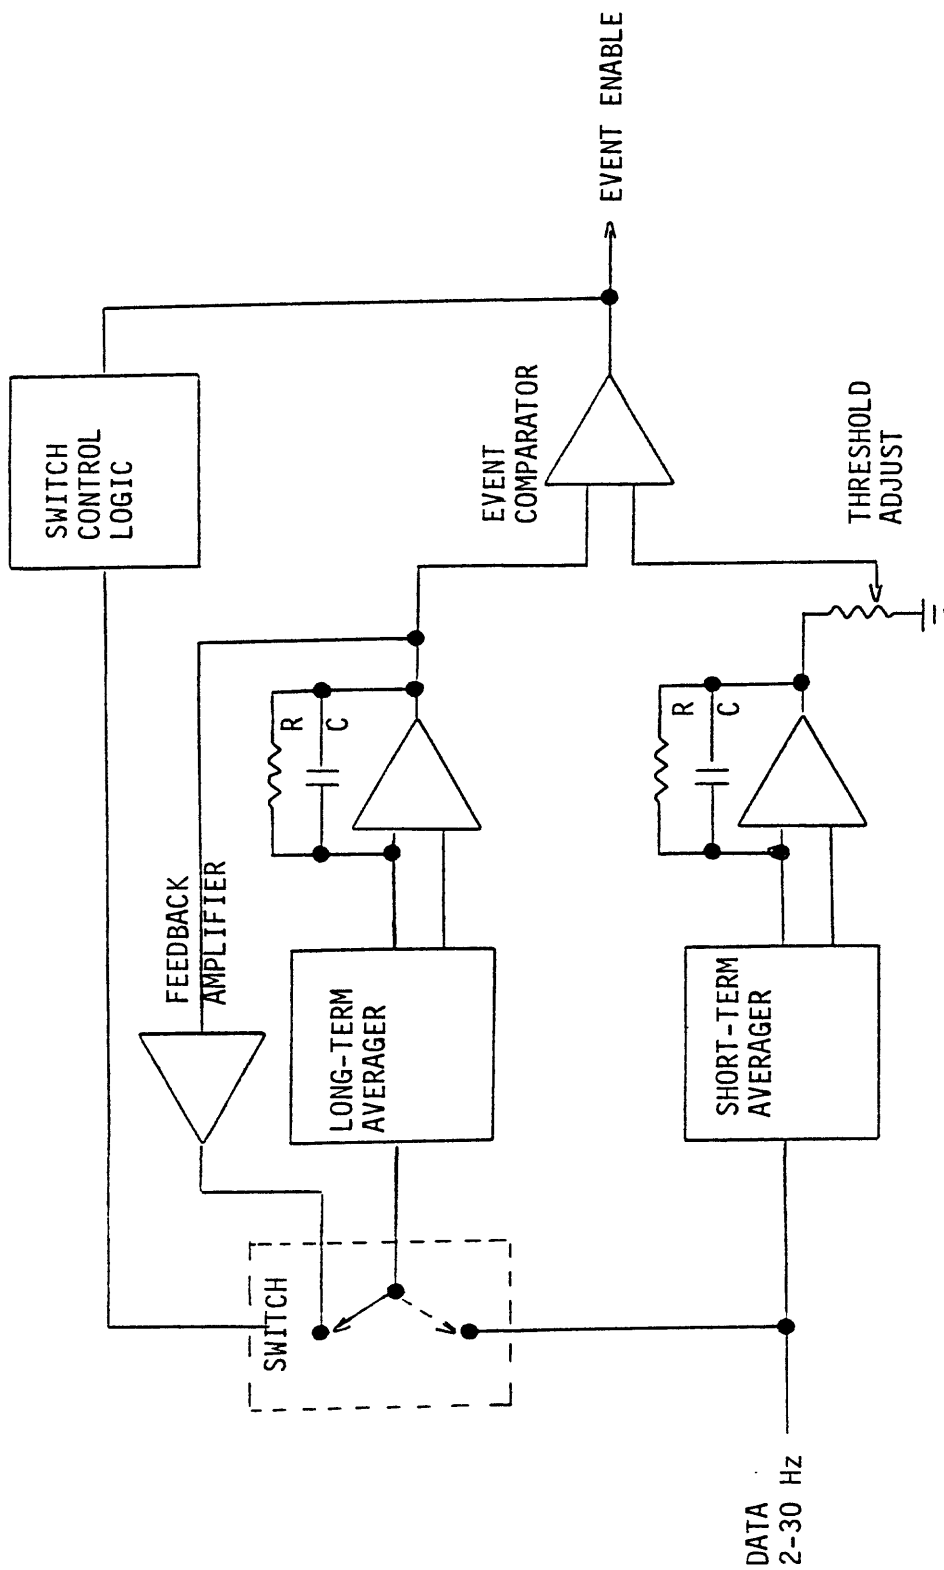 SWITCH
CONTROL
LOGIC
FEEDBACK
AMPLIFIER
SWITCH
LONG-TERM
AVERAGER
R
C
EVENT
COMPARATOR
EVENT ENABLE
DATA
2-30 Hz
SHORT-TERM
AVERAGER
R
C
THRESHOLD
ADJUST